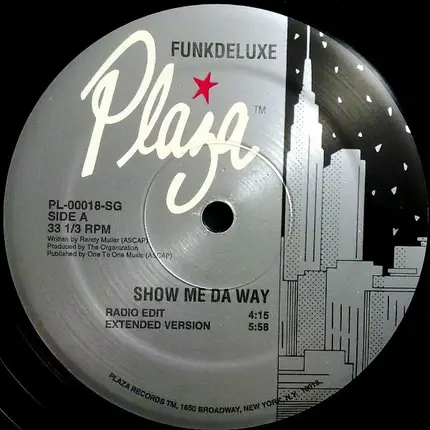 FUNKDELUXE
Plaza™
PL-00018-SG
SIDE A
33 1/3 RPM
Written by Randy Muller (ASCAP)
Produced by The Organization
Published by One To One Music (ASCAP)
SHOW ME DA WAY
RADIO EDIT 4:15
EXTENDED VERSION 5:58
PLAZA RECORDS TM, 1650 BROADWAY, NEW YORK, N.Y. 10019